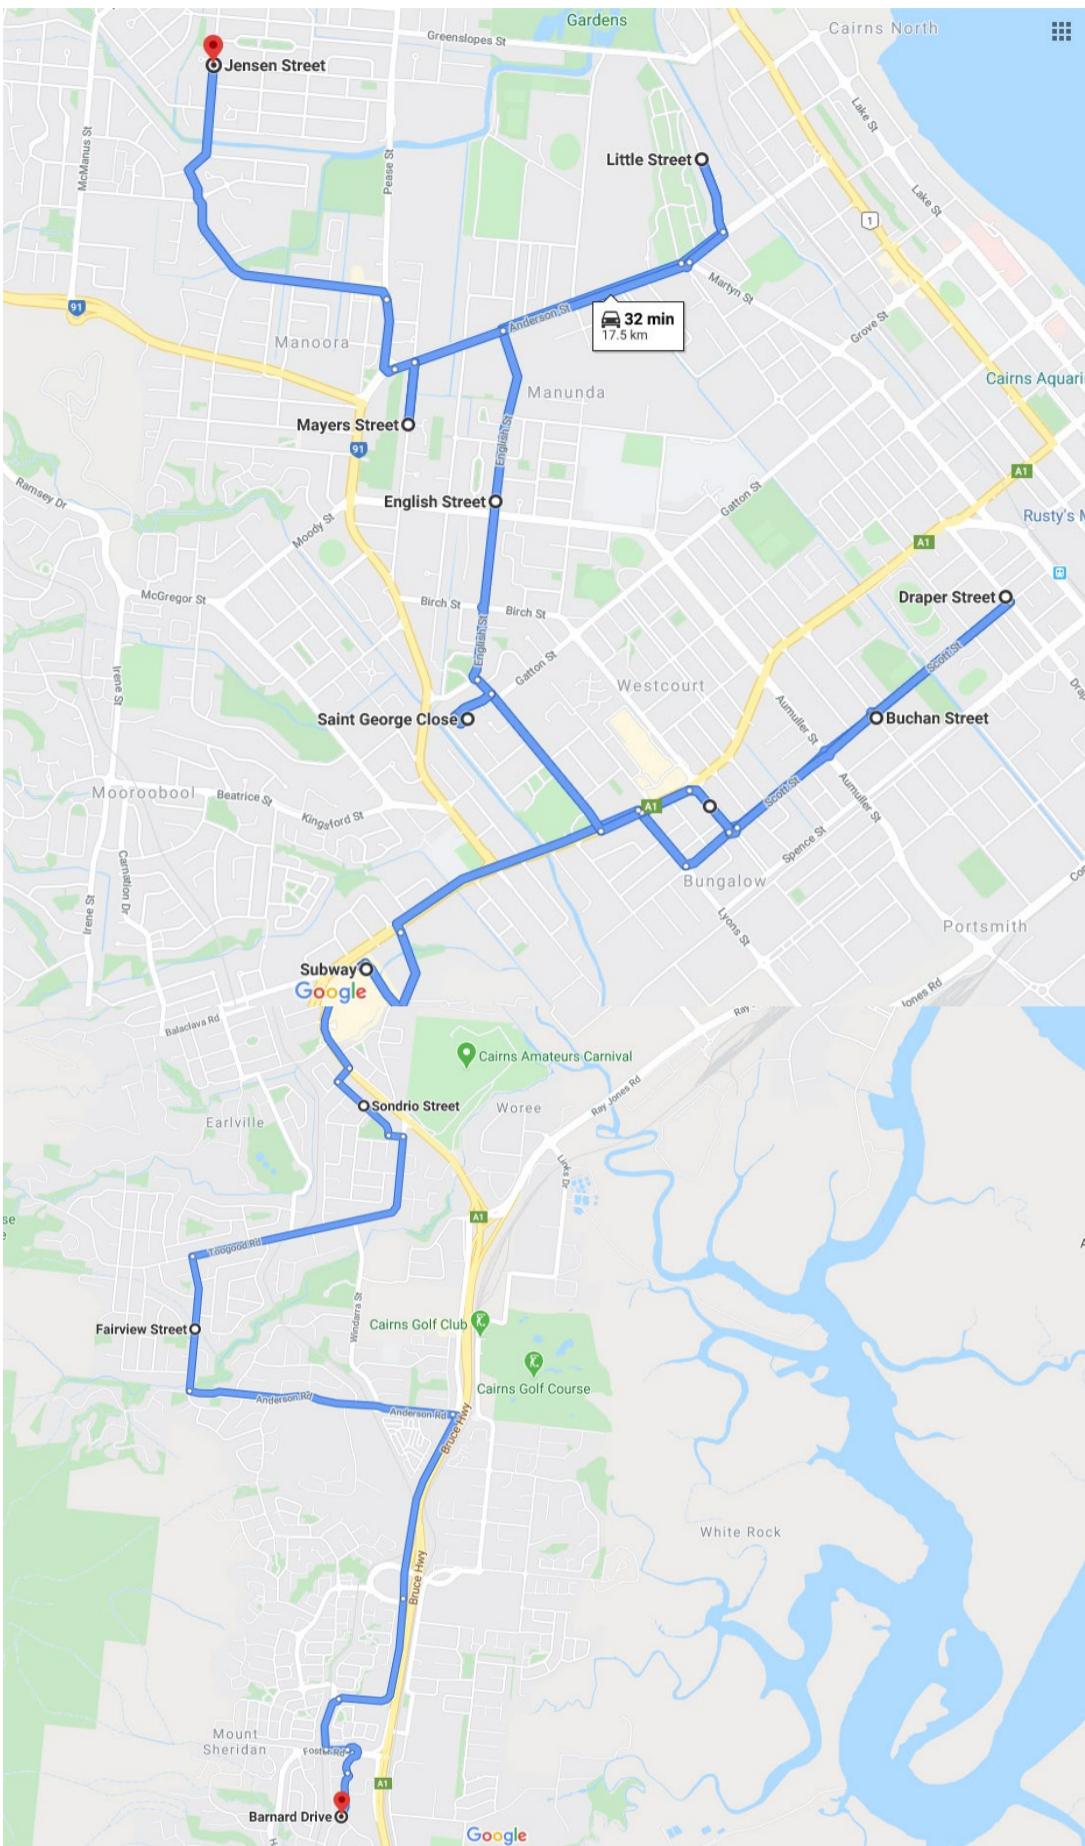 Gardens
Greenslopes St
Cairns North
Jensen Street
McManus St
Pease St
Little Street
Lake St
Lake St
1
91
Anderson St
Martyn St
32 min
17.5 km
Grove St
Manoora
Manunda
Cairns Aquari
Mayers Street
91
English St
A1
Ramsey Dr
Moody St
English Street
Gatton St
Rusty's M
A1
McGregor St
Birch St
Birch St
Draper Street
English St
Gatton St
Scott St
Irene St
Westcourt
Drap
Saint George Close
Aumuller St
Buchan Street
Mooroobool
Beatrice St
Kingsford St
A1
Scott St
Aumuller St
Spence St
Carnation Dr
Bungalow
Irene St
Lyons St
Portsmith
Subway
Google
Ray
Jones Rd
Balaclava Rd
Cairns Amateurs Carnival
Ray Jones Rd
Sondrio Street
Woree
Earlville
Links Dr
se
A1
Toogood Rd
Windarra St
Fairview Street
Cairns Golf Club
Cairns Golf Course
Anderson Rd
Anderson Rd
Bruce Hwy
White Rock
Bruce Hwy
Mount
Sheridan
Foster Rd
A1
Barnard Drive
Google